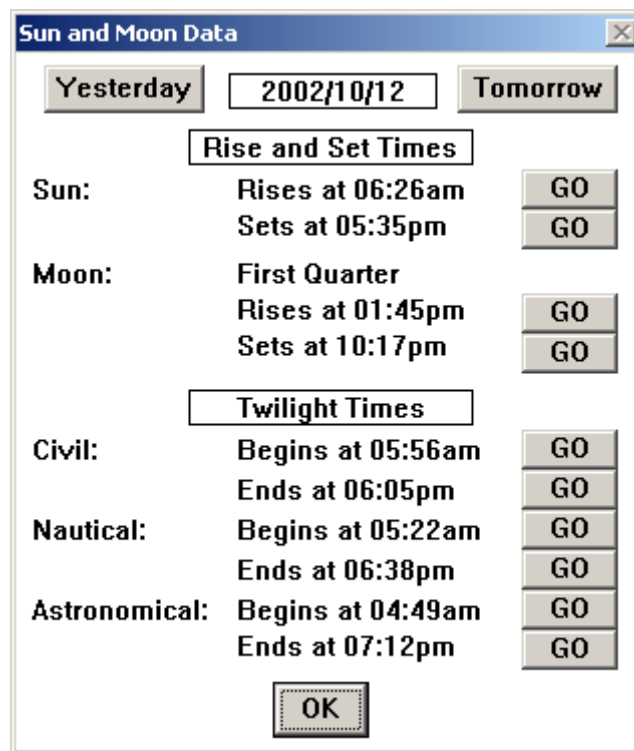 Sun and Moon Data
Yesterday 2002/10/12 Tomorrow
Rise and Set Times
Sun: Rises at 06:26am GO
Sets at 05:35pm GO
Moon: First Quarter
Rises at 01:45pm GO
Sets at 10:17pm GO
Twilight Times
Civil: Begins at 05:56am GO
Ends at 06:05pm GO
Nautical: Begins at 05:22am GO
Ends at 06:38pm GO
Astronomical: Begins at 04:49am GO
Ends at 07:12pm GO
OK